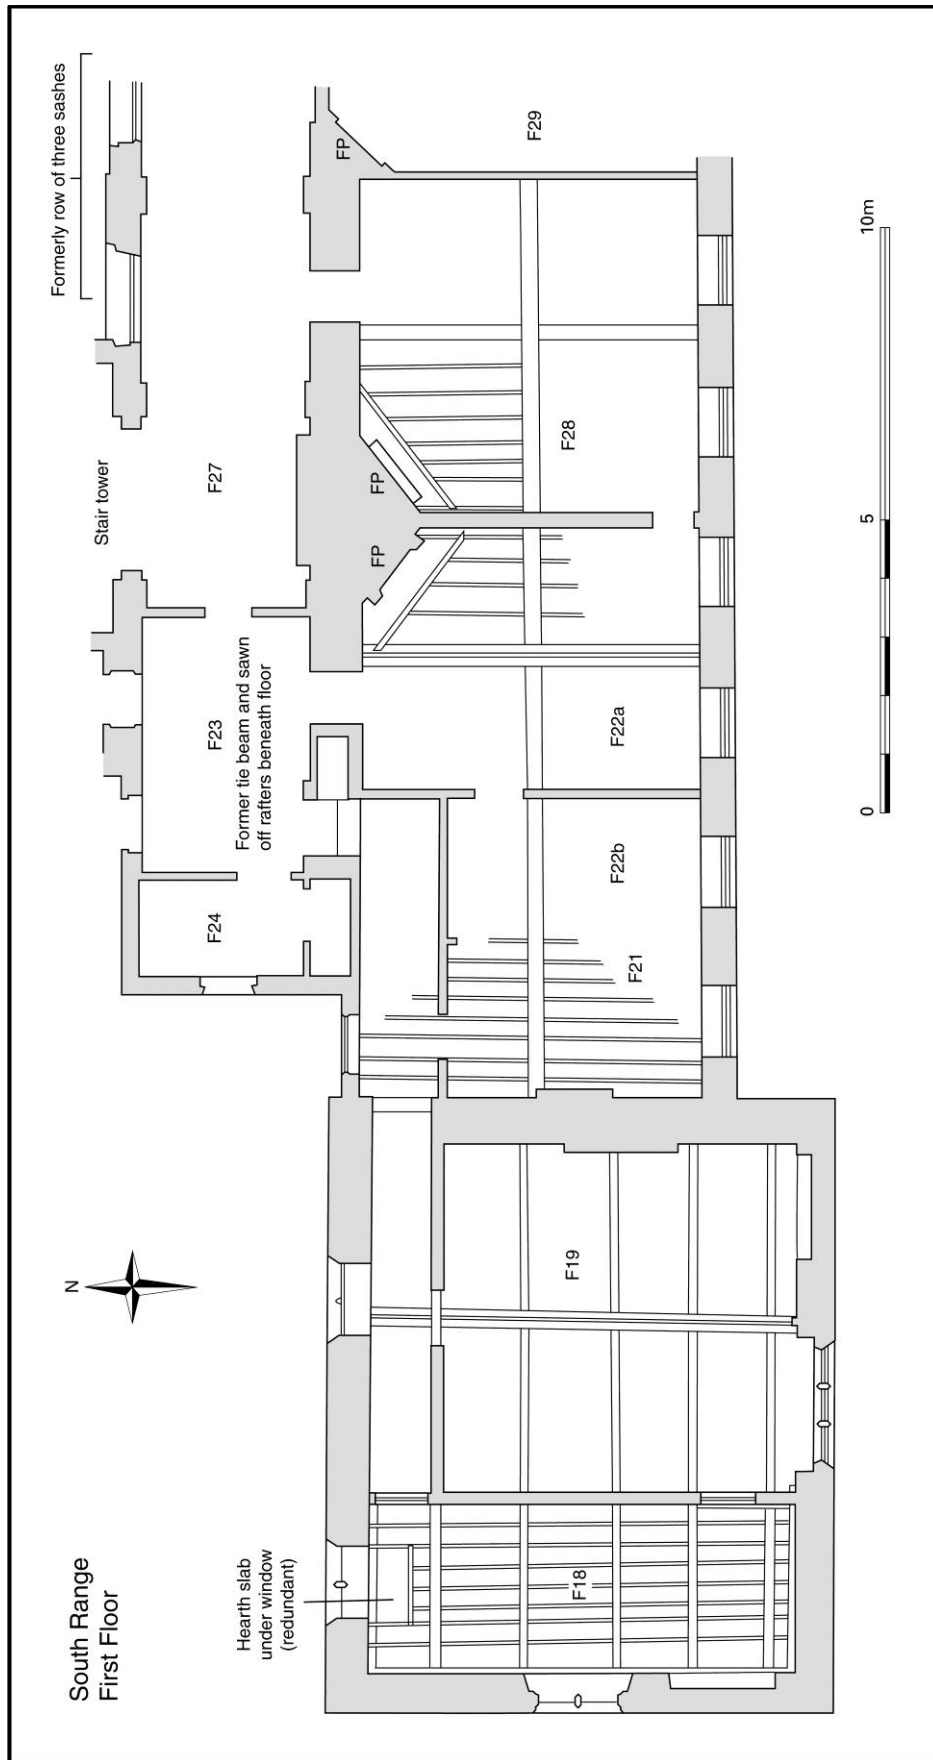 South Range
First Floor
N
Hearth slab
under window
(redundant)
F18
F19
F24
F23
Former tie beam and sawn
off rafters beneath floor
F21
F22b
F22a
Stair tower
F27
Formerly row of three sashes
FP
FP
FP
F28
F29
0
5
10m